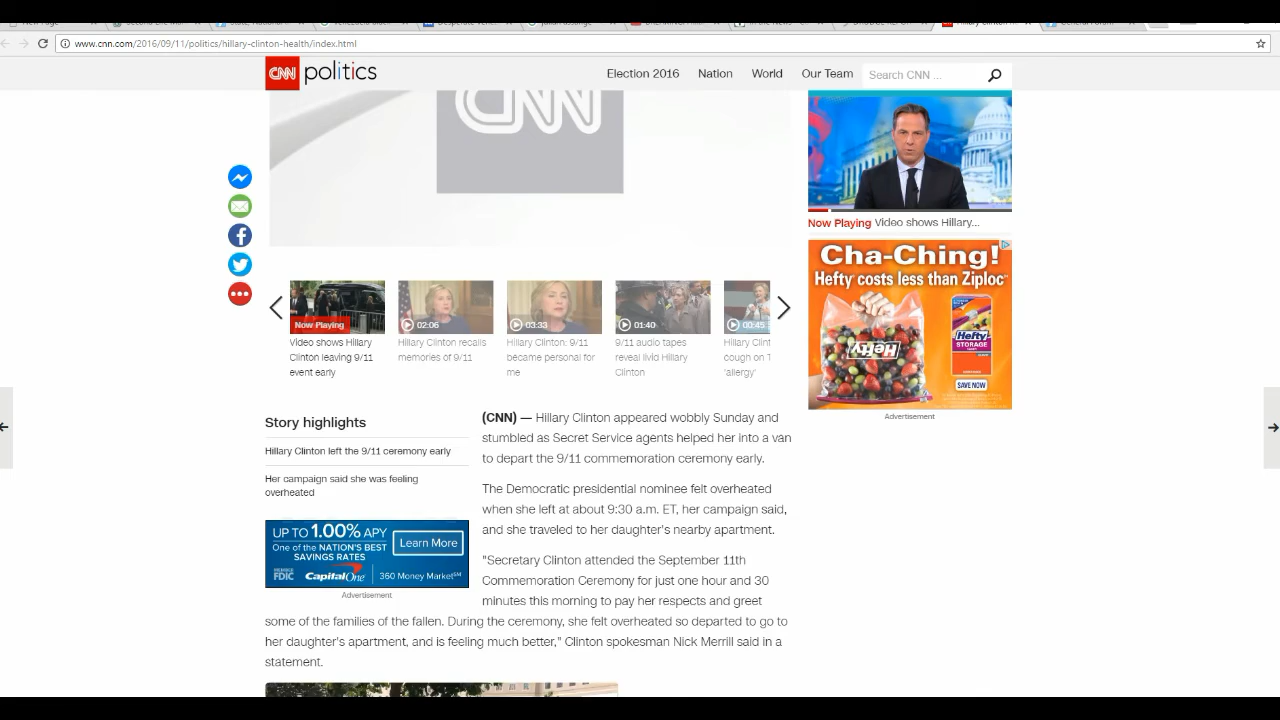 www.cnn.com/2016/09/11/politics/hillary-clinton-health/index.html
CNN politics
Election 2016 Nation World Our Team Search CNN ...
CNN
Now Playing Video shows Hillary...
Cha-Ching!
Hefty costs less than Ziploc
Hefty
Hefty
STORAGE
SAVE NOW
Advertisement
Now Playing
02:06
03:33
01:40
00:45
Video shows Hillary
Clinton leaving 9/11
event early
Hillary Clinton recalls
memories of 9/11
Hillary Clinton: 9/11
became personal for
me
9/11 audio tapes
reveal livid Hillary
Clinton
Hillary Clint
cough on T
'allergy'
Story highlights
Hillary Clinton left the 9/11 ceremony early
Her campaign said she was feeling
overheated
UP TO 1.00% APY
One of the NATION'S BEST
SAVINGS RATES
Learn More
MEMBER
FDIC
Capital One
360 Money Market℠
Advertisement
(CNN) — Hillary Clinton appeared wobbly Sunday and
stumbled as Secret Service agents helped her into a van
to depart the 9/11 commemoration ceremony early.
The Democratic presidential nominee felt overheated
when she left at about 9:30 a.m. ET, her campaign said,
and she traveled to her daughter's nearby apartment.
"Secretary Clinton attended the September 11th
Commemoration Ceremony for just one hour and 30
minutes this morning to pay her respects and greet
some of the families of the fallen. During the ceremony, she felt overheated so departed to go to
her daughter's apartment, and is feeling much better," Clinton spokesman Nick Merrill said in a
statement.